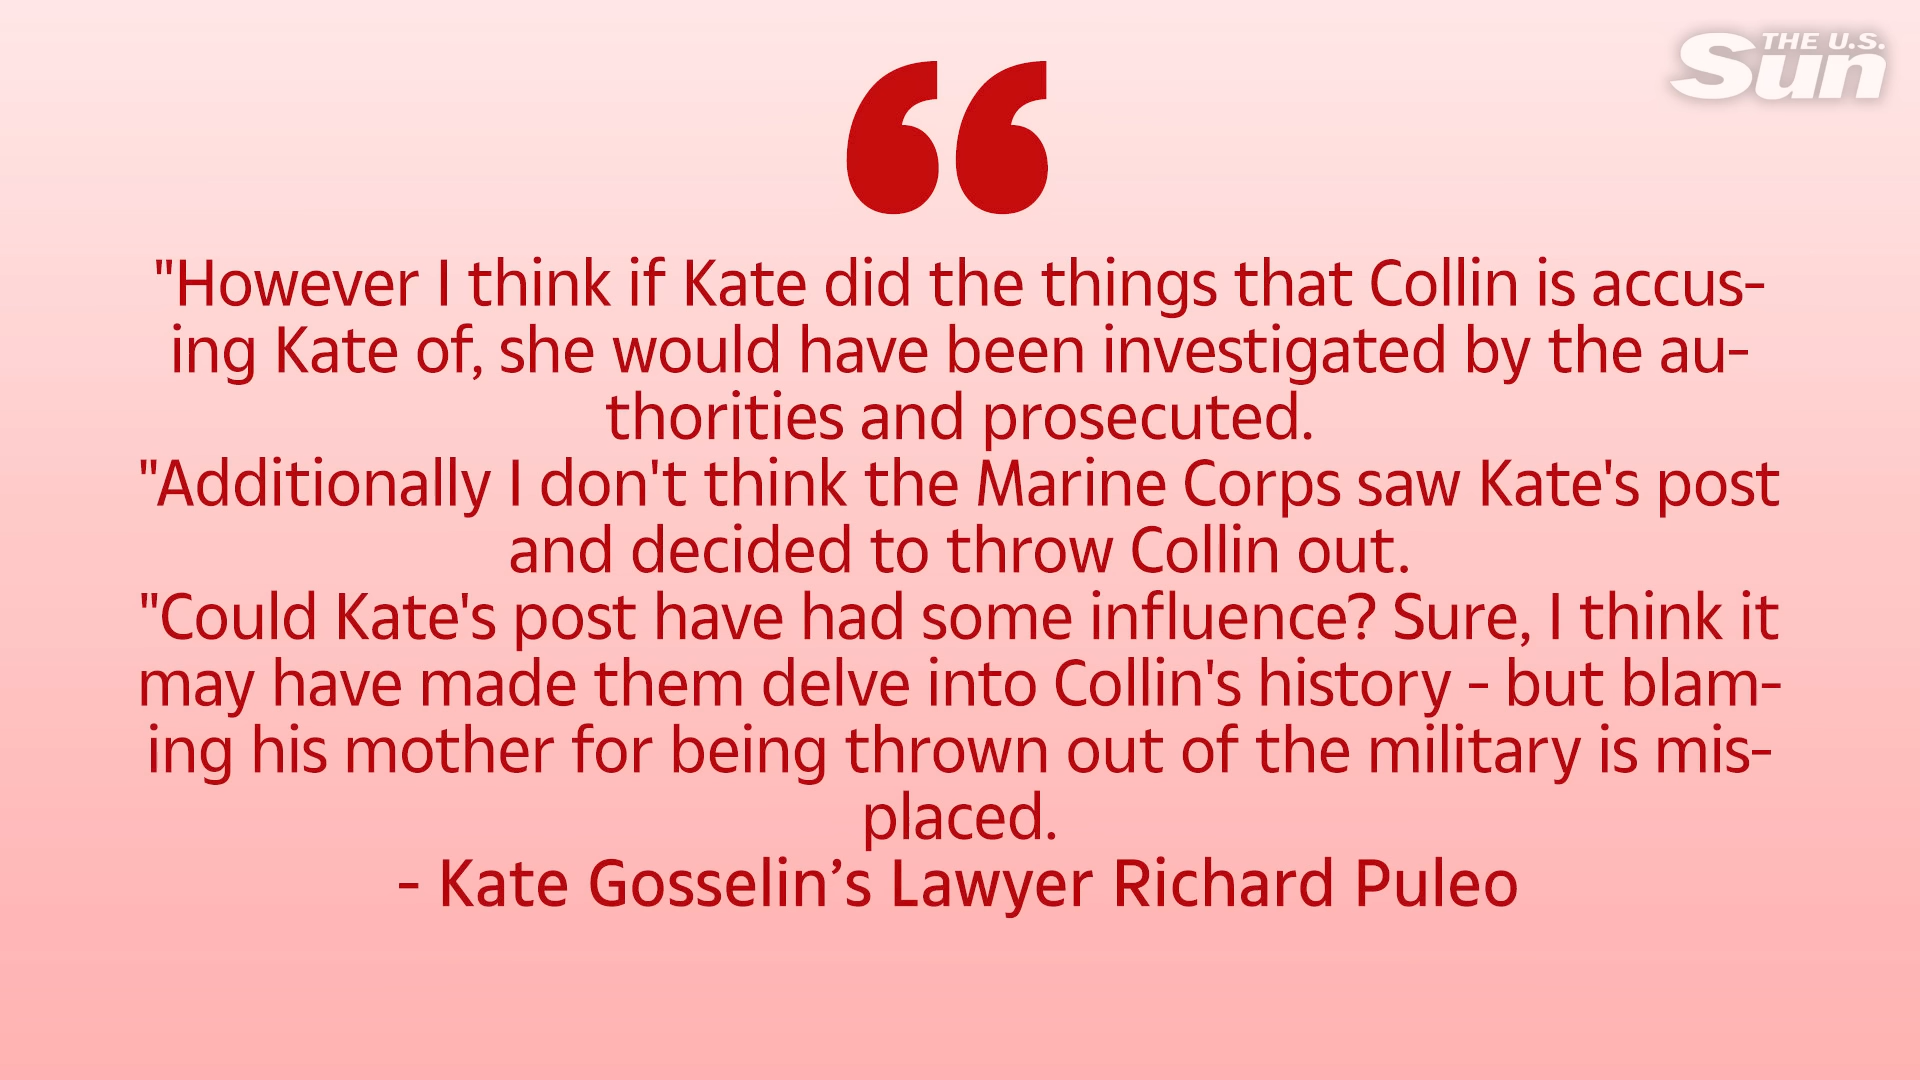 THE U.S.
Sun
“
"However I think if Kate did the things that Collin is accus-
ing Kate of, she would have been investigated by the au-
thorities and prosecuted.
"Additionally I don't think the Marine Corps saw Kate's post
and decided to throw Collin out.
"Could Kate's post have had some influence? Sure, I think it
may have made them delve into Collin's history - but blam-
ing his mother for being thrown out of the military is mis-
placed.
- Kate Gosselin’s Lawyer Richard Puleo